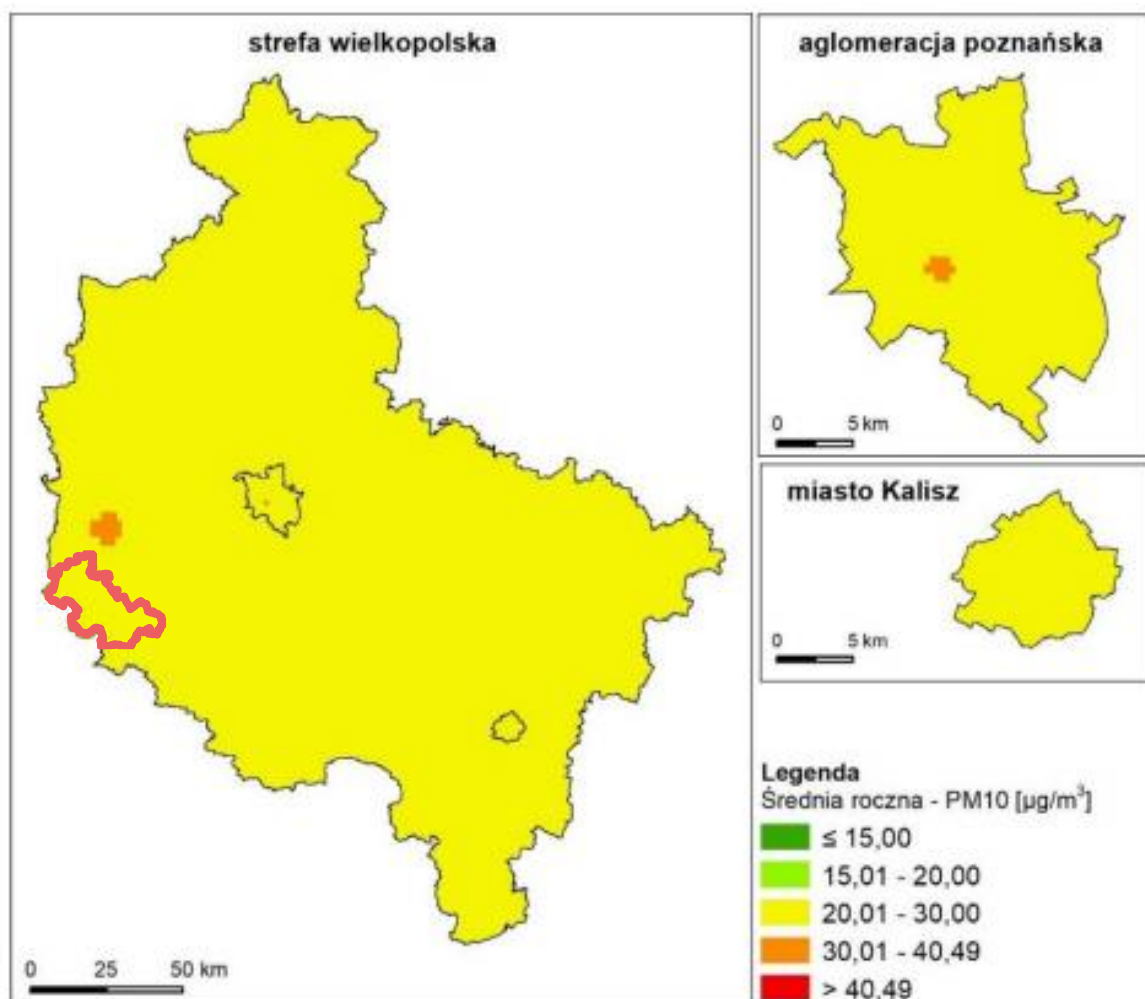 strefa wielkopolska
0 25 50 km
aglomeracja poznańska
0 5 km
miasto Kalisz
0 5 km
Legenda
Średnia roczna - PM10 [µg/m³]
≤ 15,00
15,01 - 20,00
20,01 - 30,00
30,01 - 40,49
> 40,49